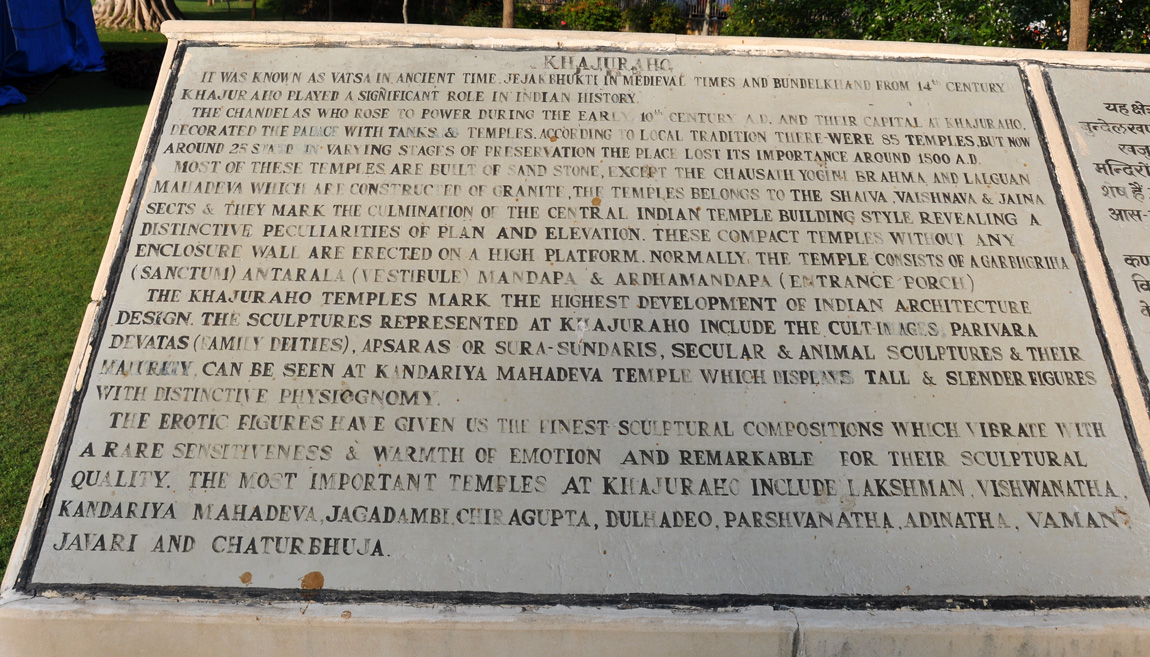 KHAJURAHO
IT WAS KNOWN AS VATSA IN ANCIENT TIME. JEJAKBHUKTI IN MEDIEVAL TIMES AND BUNDELKHAND FROM 14th CENTURY
KHAJURAHO PLAYED A SIGNIFICANT ROLE IN INDIAN HISTORY.
THE CHANDELAS WHO ROSE TO POWER DURING THE EARLY 10th CENTURY A.D. AND THEIR CAPITAL AT KHAJURAHO,
DECORATED THE PALACE WITH TANKS & TEMPLES. ACCORDING TO LOCAL TRADITION THERE WERE 85 TEMPLES, BUT NOW
AROUND 25 STAND IN VARYING STAGES OF PRESERVATION THE PLACE LOST ITS IMPORTANCE AROUND 1500 A.D.
MOST OF THESE TEMPLES ARE BUILT OF SAND STONE, EXCEPT THE CHAUSATH YOGINI, BRAHMA AND LALGUAN
MAHADEVA WHICH ARE CONSTRUCTED OF GRANITE, THE TEMPLES BELONGS TO THE SHAIVA, VAISHNAVA & JAINA
SECTS & THEY MARK THE CULMINATION OF THE CENTRAL INDIAN TEMPLE BUILDING STYLE REVEALING A
DISTINCTIVE PECULIARITIES OF PLAN AND ELEVATION. THESE COMPACT TEMPLES WITHOUT ANY
ENCLOSURE WALL ARE ERECTED ON A HIGH PLATFORM. NORMALLY, THE TEMPLE CONSISTS OF A GARBHGRIHA
(SANCTUM) ANTARALA (VESTIBULE) MANDAPA & ARDHAMANDAPA (ENTRANCE PORCH)
THE KHAJURAHO TEMPLES MARK THE HIGHEST DEVELOPMENT OF INDIAN ARCHITECTURE
DESIGN. THE SCULPTURES REPRESENTED AT KHAJURAHO INCLUDE THE CULT-IMAGES, PARIVARA
DEVATAS (FAMILY DEITIES), APSARAS OR SURA-SUNDARIS, SECULAR & ANIMAL SCULPTURES & THEIR
MATURITY CAN BE SEEN AT KANDARIYA MAHADEVA TEMPLE WHICH DISPLAYS TALL & SLENDER FIGURES
WITH DISTINCTIVE PHYSIOGNOMY.
THE EROTIC FIGURES HAVE GIVEN US THE FINEST SCULPTURAL COMPOSITIONS WHICH VIBRATE WITH
A RARE SENSITIVENESS & WARMTH OF EMOTION AND REMARKABLE FOR THEIR SCULPTURAL
QUALITY. THE MOST IMPORTANT TEMPLES AT KHAJURAHO INCLUDE LAKSHMAN, VISHWANATHA,
KANDARIYA MAHADEVA, JAGADAMBI, CHIRAGUPTA, DULHADEO, PARSHVANATHA, ADINATHA, VAMAN,
JAVARI AND CHATURBHUJA.
यह
मन्दिरों
शेष हैं